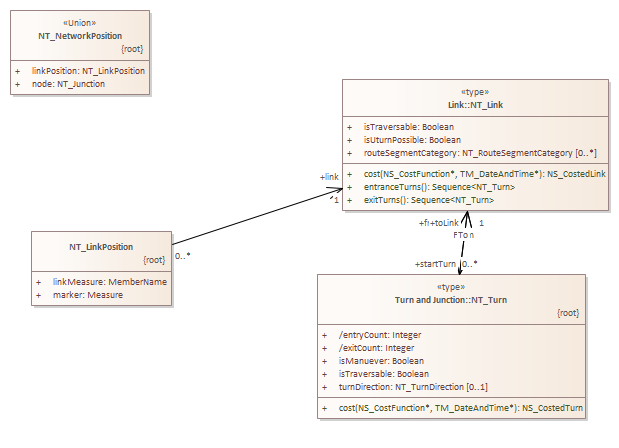 «Union»
NT_NetworkPosition
{root}
+ linkPosition: NT_LinkPosition
+ node: NT_Junction
«type»
Link::NT_Link
+ isTraversable: Boolean
+ isUturnPossible: Boolean
+ routeSegmentCategory: NT_RouteSegmentCategory [0..*]
+ cost(NS_CostFunction*, TM_DateAndTime*): NS_CostedLink
+ entranceTurns(): Sequence<NT_Turn>
+ exitTurns(): Sequence<NT_Turn>
+link
1
0..*
NT_LinkPosition
{root}
+ linkMeasure: MemberName
+ marker: Measure
+toLink 1
+startTurn 0..*
«type»
Turn and Junction::NT_Turn
{root}
+ /entryCount: Integer
+ /exitCount: Integer
+ isManuever: Boolean
+ isTraversable: Boolean
+ turnDirection: NT_TurnDirection [0..1]
+ cost(NS_CostFunction*, TM_DateAndTime*): NS_CostedTurn